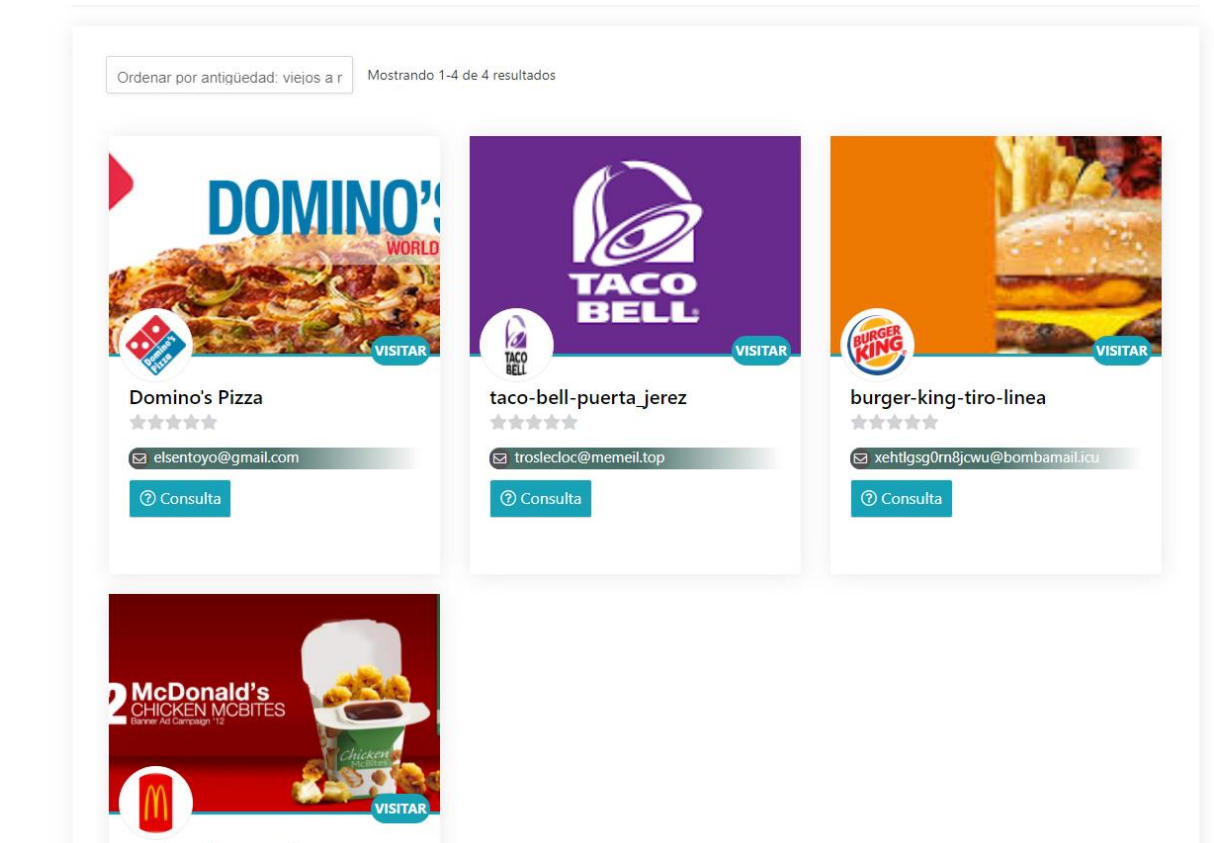 Ordenar por antigüedad: viejos a r
Mostrando 1-4 de 4 resultados
DOMINO'S
WORLD
Domino's
Pizza
VISITAR
Domino's Pizza
elsentoyo@gmail.com
Consulta
TACO
BELL
TACO
BELL
VISITAR
taco-bell-puerta_jerez
troslecloc@memeil.top
Consulta
BURGER
KING
VISITAR
burger-king-tiro-linea
xehtlgsg0rn8jcwu@bombamail.icu
Consulta
2 McDonald's
CHICKEN MCBITES
Banner Ad Campaign '12
Chicken
McBites
VISITAR